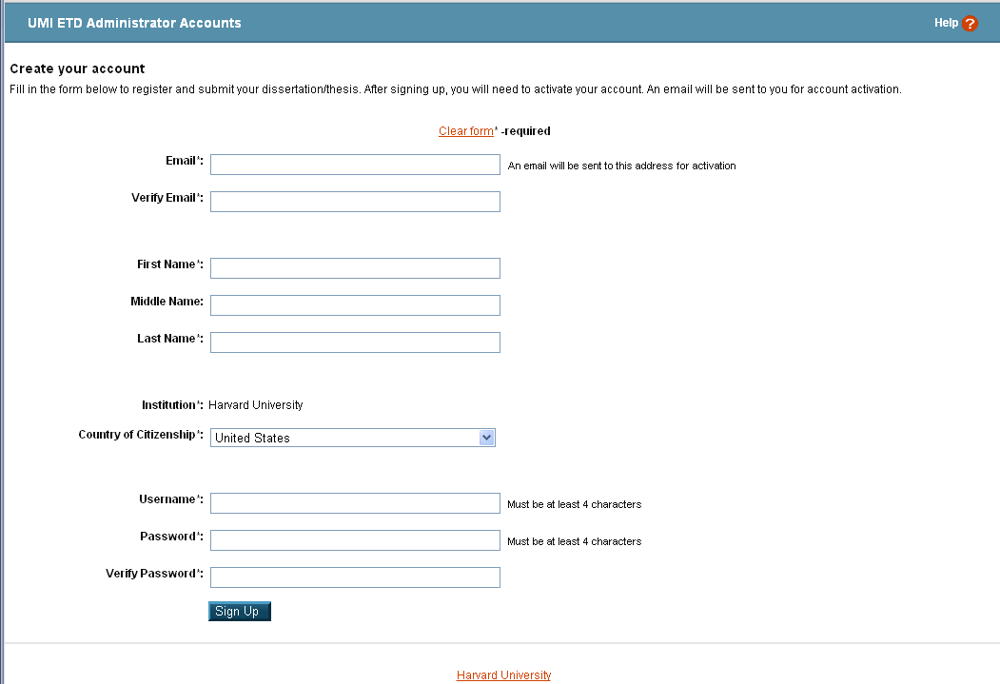 UMI ETD Administrator Accounts
Help ?
Create your account
Fill in the form below to register and submit your dissertation/thesis. After signing up, you will need to activate your account. An email will be sent to you for account activation.
Clear form* -required
Email*: An email will be sent to this address for activation
Verify Email*:
First Name*:
Middle Name:
Last Name*:
Institution*: Harvard University
Country of Citizenship*: United States
Username*: Must be at least 4 characters
Password*: Must be at least 4 characters
Verify Password*:
Sign Up
Harvard University